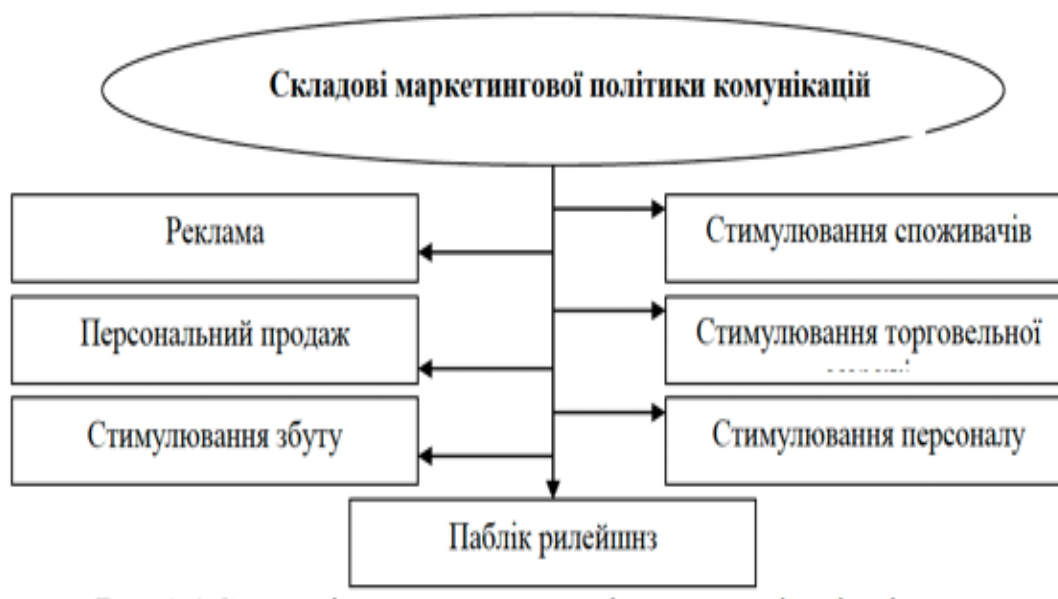 Складові маркетингової політики комунікацій
Реклама
Стимулювання споживачів
Персональний продаж
Стимулювання торговельної
Стимулювання збуту
Стимулювання персоналу
Паблік рилейшнз